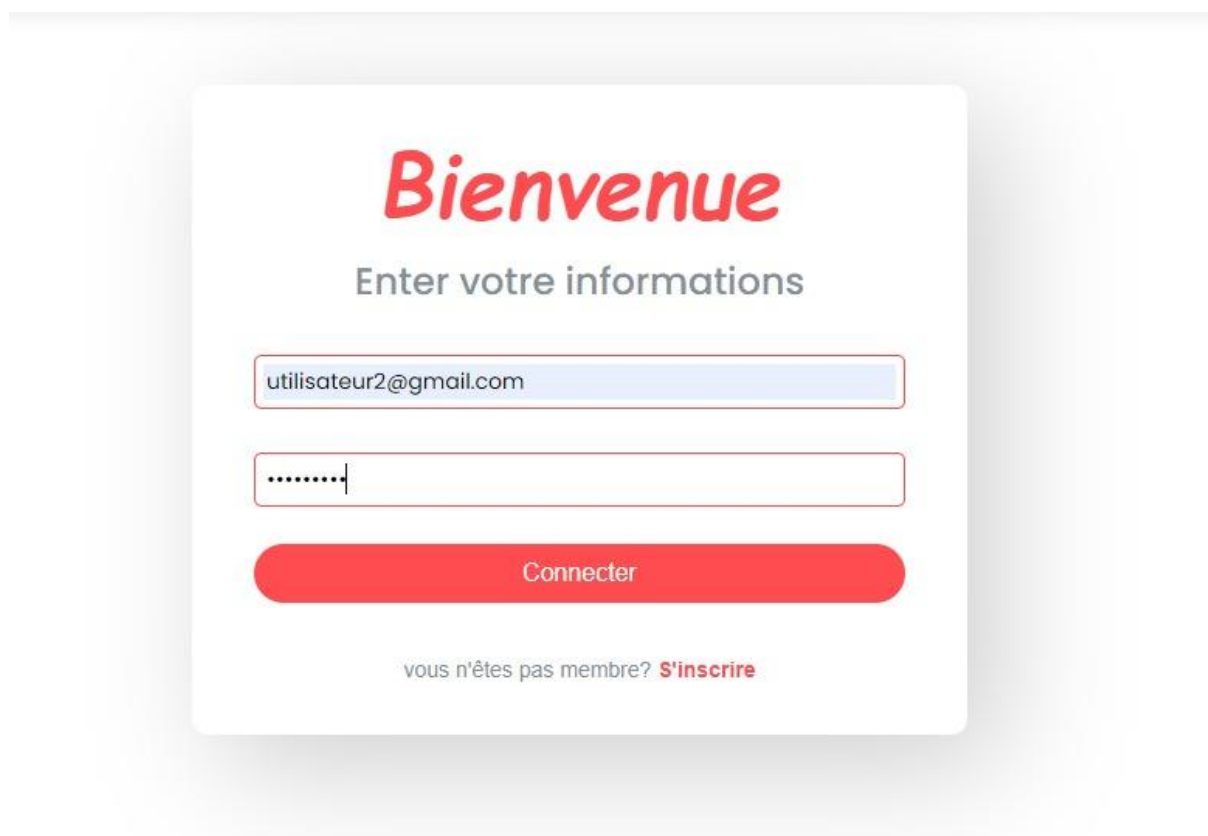 Bienvenue
Enter votre informations
utilisateur2@gmail.com
•••••••••
Connecter
vous n'êtes pas membre? S'inscrire